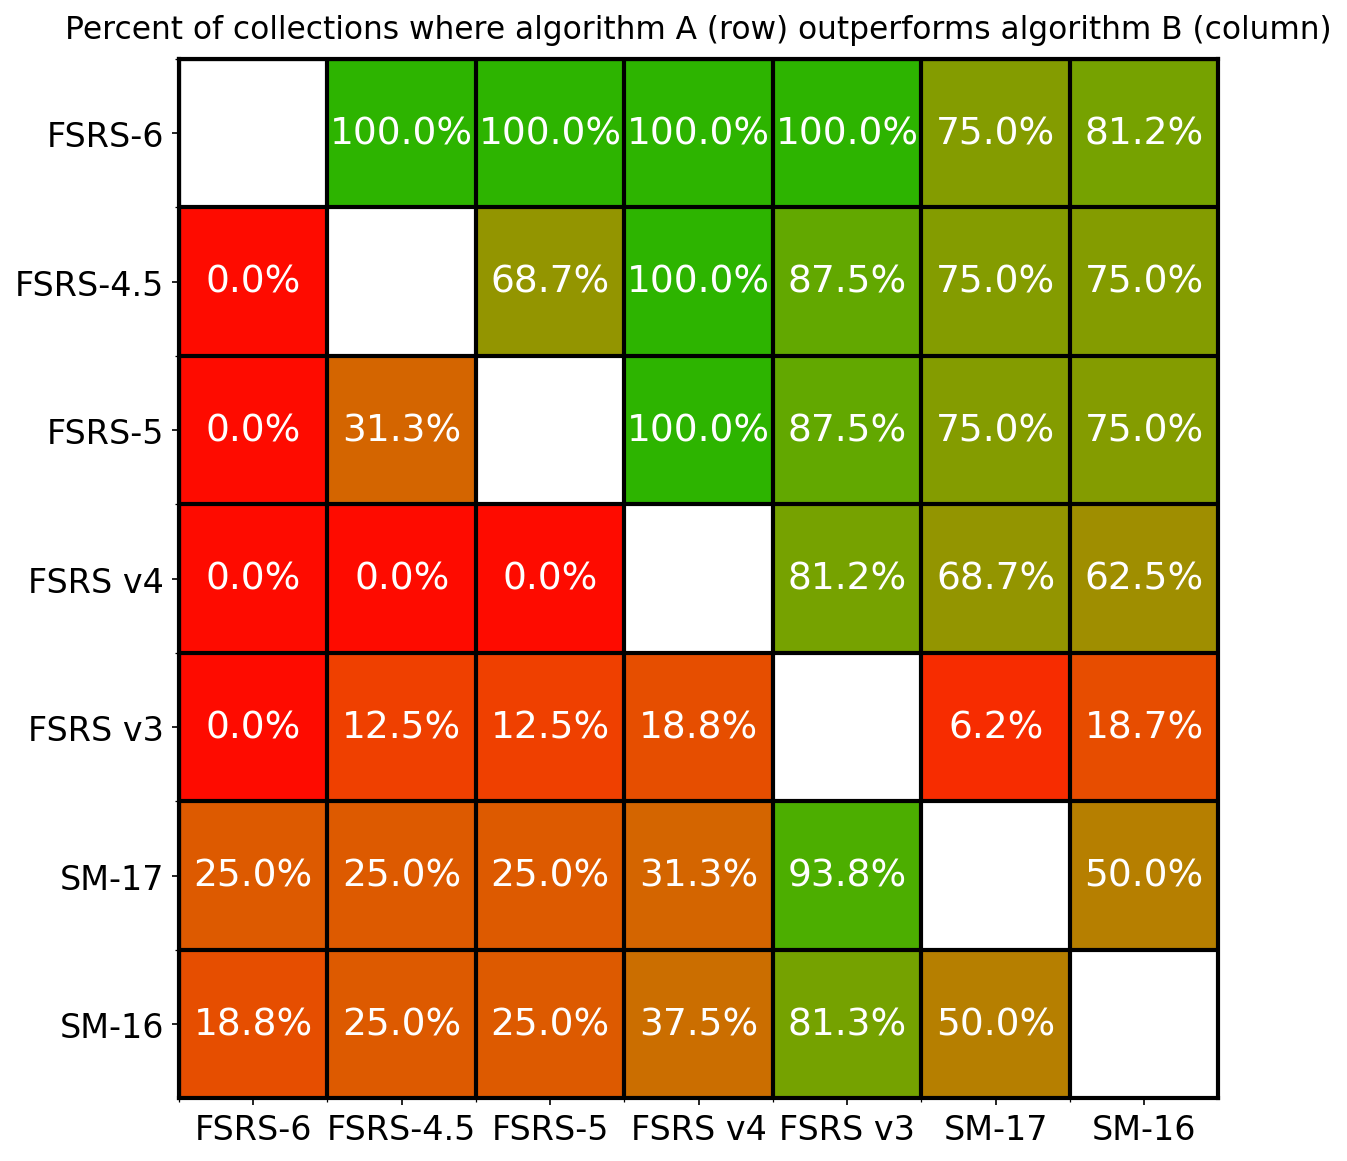 Percent of collections where algorithm A (row) outperforms algorithm B (column)
FSRS-6 100.0% 100.0% 100.0% 100.0% 75.0% 81.2%
FSRS-4.5 0.0% 68.7% 100.0% 87.5% 75.0% 75.0%
FSRS-5 0.0% 31.3% 100.0% 87.5% 75.0% 75.0%
FSRS v4 0.0% 0.0% 0.0% 81.2% 68.7% 62.5%
FSRS v3 0.0% 12.5% 12.5% 18.8% 6.2% 18.7%
SM-17 25.0% 25.0% 25.0% 31.3% 93.8% 50.0%
SM-16 18.8% 25.0% 25.0% 37.5% 81.3% 50.0%
FSRS-6 FSRS-4.5 FSRS-5 FSRS v4 FSRS v3 SM-17 SM-16